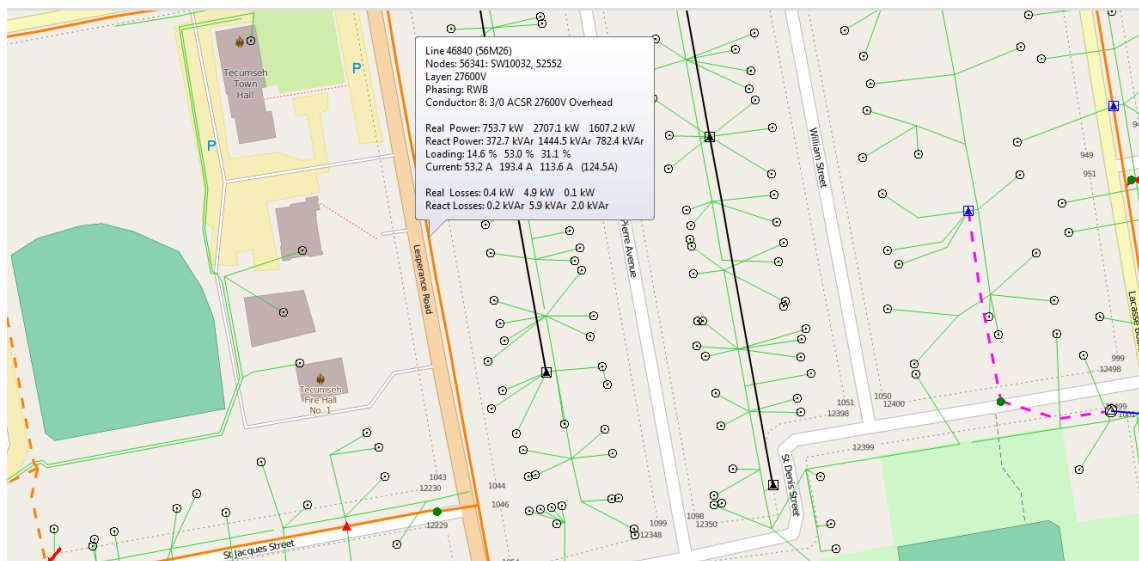 Line 46840 (56M26)
Nodes: 56341: SW10032, 52552
Layer: 27600V
Phasing: RWB
Conductor: 8: 3/0 ACSR 27600V Overhead
Real Power: 753.7 kW 2707.1 kW 1607.2 kW
React Power: 372.7 kVAr 1444.5 kVAr 782.4 kVAr
Loading: 14.6 % 53.0 % 31.1 %
Current: 53.2 A 193.4 A 113.6 A (124.5A)
Real Losses: 0.4 kW 4.9 kW 0.1 kW
React Losses: 0.2 kVAr 5.9 kVAr 2.0 kVAr
Tecumseh
Town
Hall
P
P
William Street
949
951
Pierre Avenue
Lesperance Road
Tecumseh
Fire Hall
No. 1
999
12498
1050
12400
1051
12398
12399
St Denis Street
1043
12230
1044
1046
12229
St Jacques Street
1099
12348
1098
12350